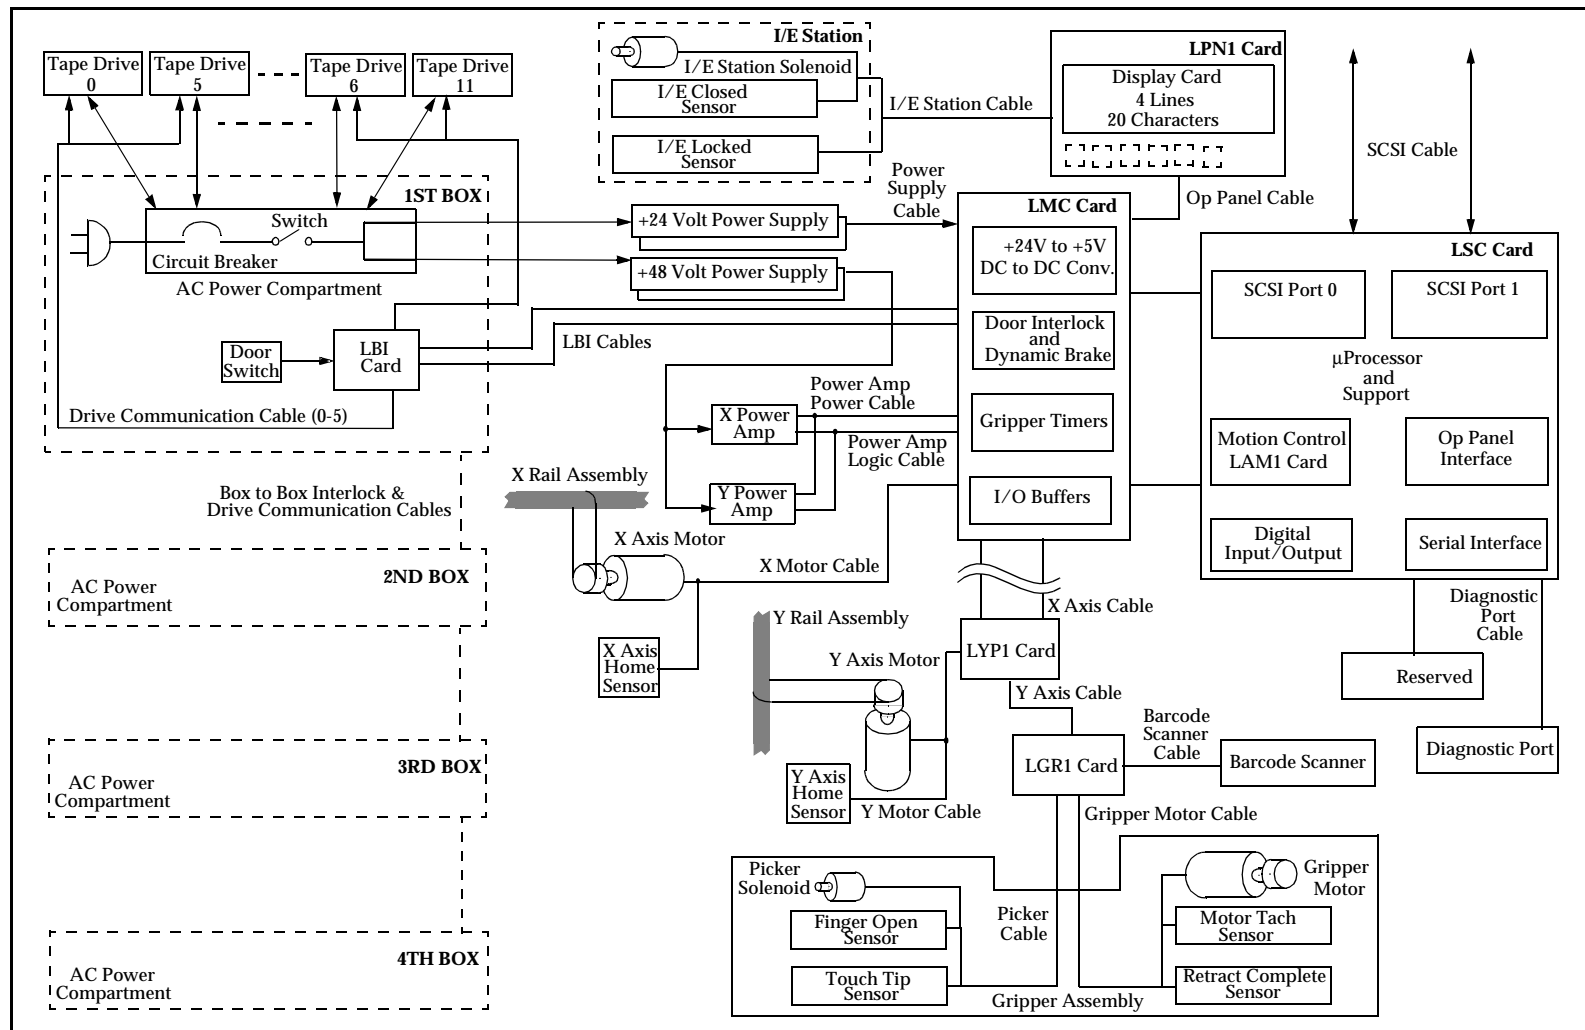 Tape Drive
0
Tape Drive
5
Tape Drive
6
Tape Drive
11
I/E Station
I/E Station Solenoid
I/E Closed
Sensor
I/E Locked
Sensor
I/E Station Cable
LPN1 Card
Display Card
4 Lines
20 Characters
Op Panel Cable
SCSI Cable
1ST BOX
Switch
Circuit Breaker
AC Power Compartment
Door
Switch
LBI
Card
Drive Communication Cable (0-5)
+24 Volt Power Supply
+48 Volt Power Supply
Power
Supply
Cable
LBI Cables
LMC Card
+24V to +5V
DC to DC Conv.
Door Interlock
and
Dynamic Brake
Gripper Timers
I/O Buffers
LSC Card
SCSI Port 0
SCSI Port 1
µProcessor
and
Support
Motion Control
LAM1 Card
Op Panel
Interface
Digital
Input/Output
Serial Interface
Power Amp
Power Cable
X Power
Amp
Power Amp
Logic Cable
Y Power
Amp
X Rail Assembly
X Axis Motor
X Motor Cable
X Axis
Home
Sensor
Box to Box Interlock &
Drive Communication Cables
2ND BOX
AC Power
Compartment
3RD BOX
AC Power
Compartment
4TH BOX
AC Power
Compartment
X Axis Cable
Y Rail Assembly
Y Axis Motor
LYP1 Card
Y Axis Cable
Y Axis
Home
Sensor
Y Motor Cable
LGR1 Card
Barcode
Scanner
Cable
Barcode Scanner
Diagnostic
Port
Cable
Reserved
Diagnostic Port
Gripper Motor Cable
Picker
Solenoid
Finger Open
Sensor
Touch Tip
Sensor
Picker
Cable
Gripper Assembly
Gripper
Motor
Motor Tach
Sensor
Retract Complete
Sensor